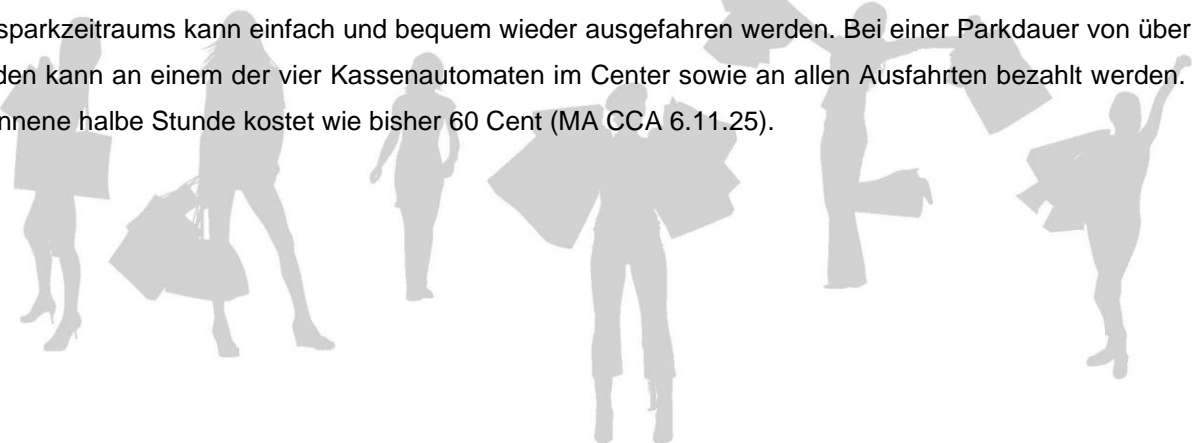 sparkzeitraums kann einfach und bequem wieder ausgefahren werden. Bei einer Parkdauer von über
den kann an einem der vier Kassenautomaten im Center sowie an allen Ausfahrten bezahlt werden.
nnene halbe Stunde kostet wie bisher 60 Cent (MA CCA 6.11.25).